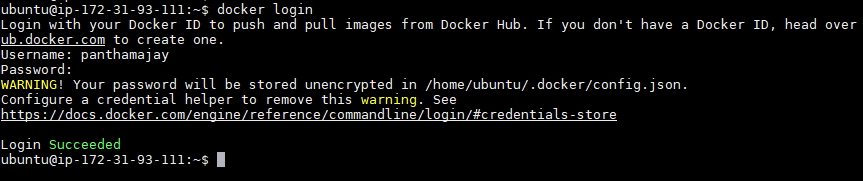 ubuntu@ip-172-31-93-111:~$ docker login
Login with your Docker ID to push and pull images from Docker Hub. If you don't have a Docker ID, head over
ub.docker.com to create one.
Username: panthamajay
Password:
WARNING! Your password will be stored unencrypted in /home/ubuntu/.docker/config.json.
Configure a credential helper to remove this warning. See
https://docs.docker.com/engine/reference/commandline/login/#credentials-store
Login Succeeded
ubuntu@ip-172-31-93-111:~$